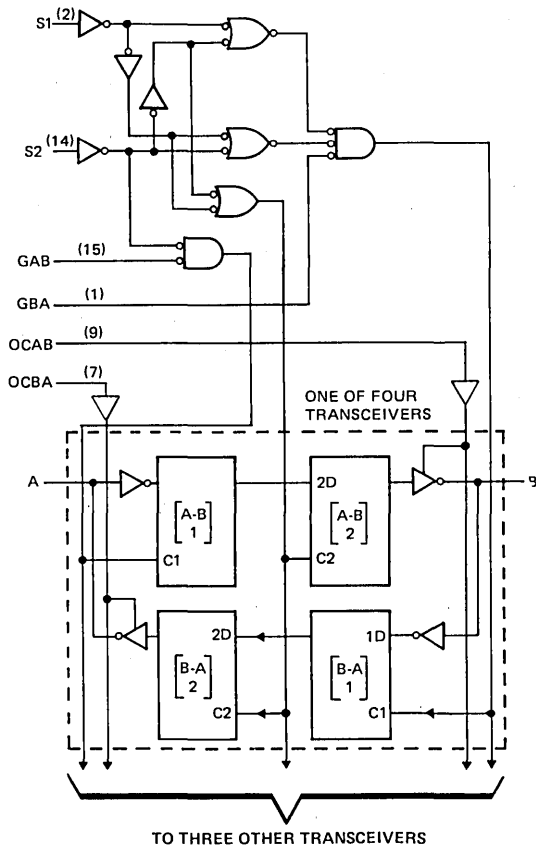 S1 (2)
S2 (14)
GAB (15)
GBA (1)
OCAB (9)
OCBA (7)
ONE OF FOUR
TRANSCEIVERS
A
B
A-B
1
C1
2D
A-B
2
C2
2D
B-A
2
C2
1D
B-A
1
C1
TO THREE OTHER TRANSCEIVERS